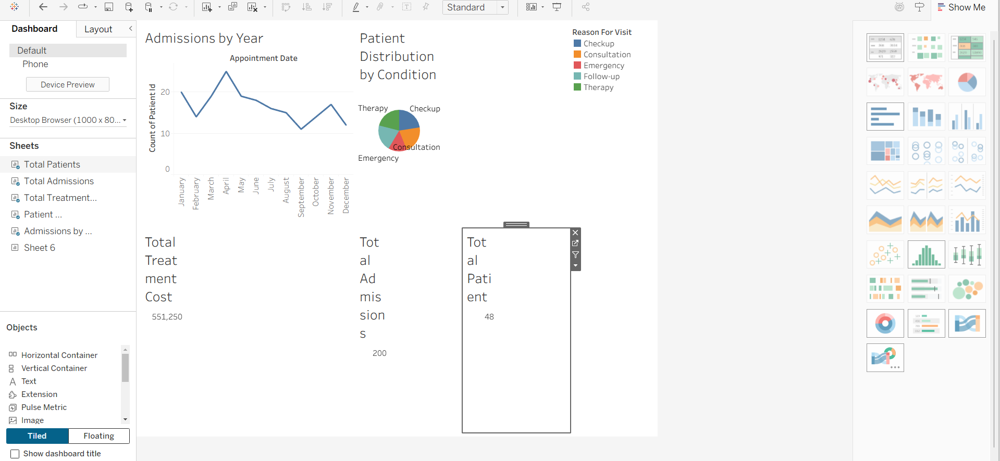 Standard
Show Me
Dashboard
Layout
Default
Phone
Device Preview
Size
Desktop Browser (1000 x 80...
Sheets
Total Patients
Total Admissions
Total Treatment...
Patient ...
Admissions by ...
Sheet 6
Objects
Horizontal Container
Vertical Container
Text
Extension
Pulse Metric
Image
Tiled
Floating
Show dashboard title
Admissions by Year
Appointment Date
Count of Patient Id
20
10
0
January
February
March
April
May
June
July
August
September
October
November
December
Patient
Distribution
by Condition
Therapy
Checkup
Consultation
Emergency
Reason For Visit
Checkup
Consultation
Emergency
Follow-up
Therapy
Total
Treat
ment
Cost
551,250
Tot
al
Ad
mis
sion
s
200
Tot
al
Pati
ent
48